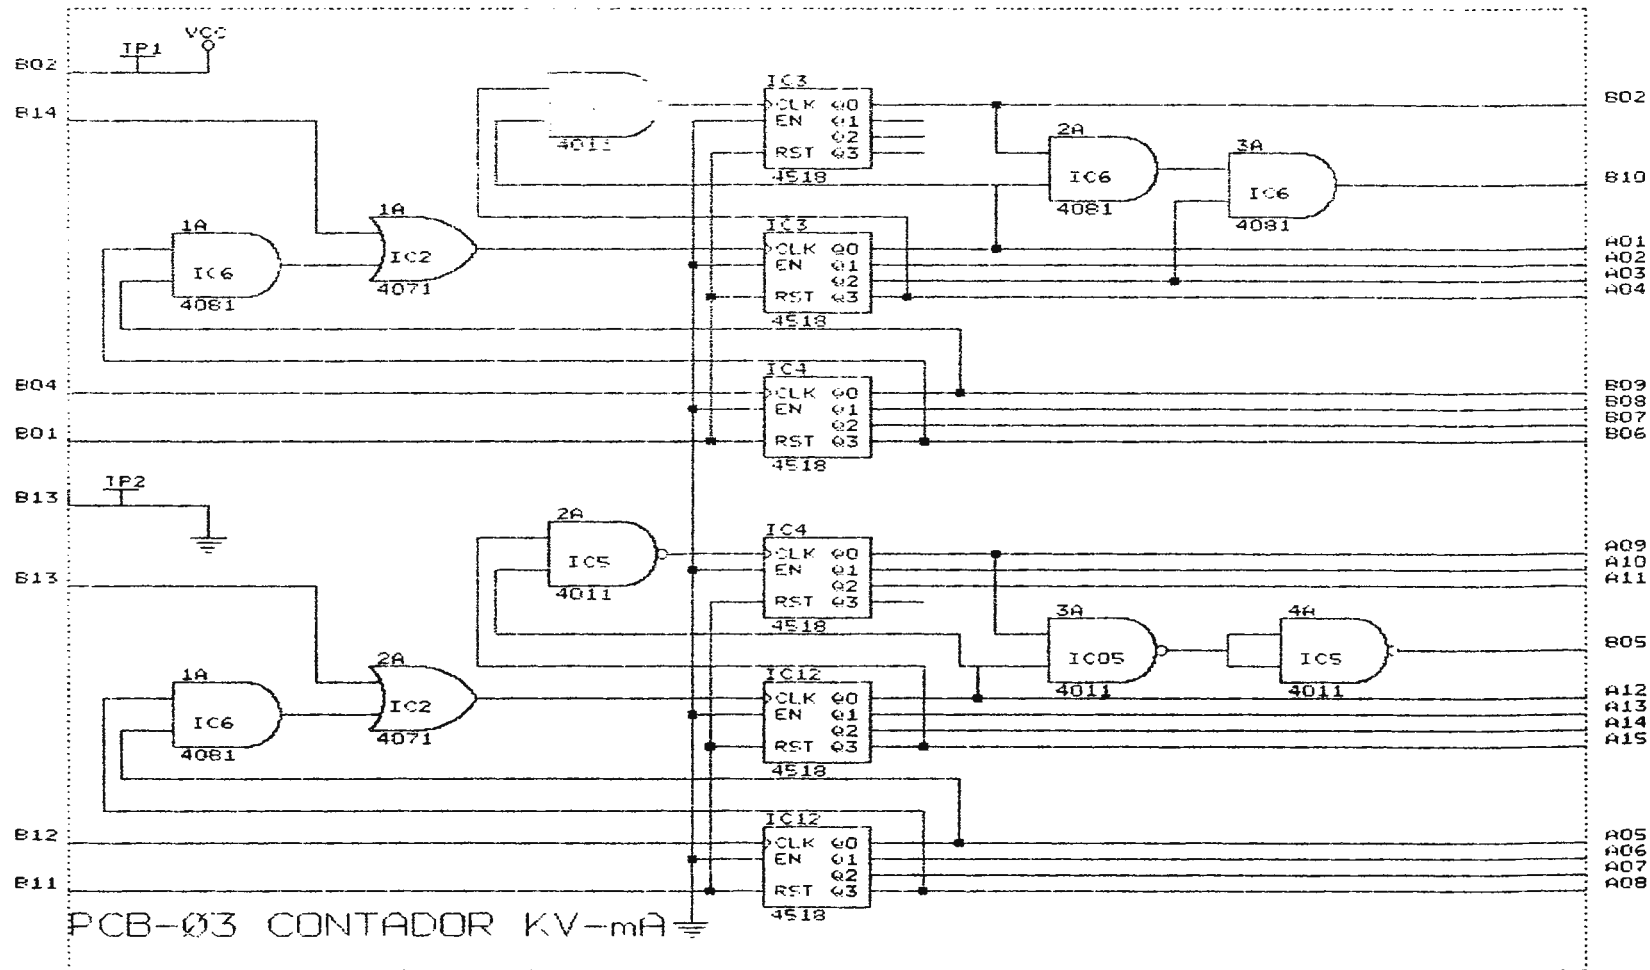 VCC
TP1
B02
B14
IC3
CLK Q0
EN Q1
Q2
RST Q3
4518
4011
B02
2A
IC6
4081
3A
IC6
4081
B10
1A
IC6
4081
1A
IC2
4071
IC3
CLK Q0
EN Q1
Q2
RST Q3
4518
A01
A02
A03
A04
B04
B01
IC4
CLK Q0
EN Q1
Q2
RST Q3
4518
B09
B08
B07
B06
TP2
B13
B13
2A
IC5
4011
IC4
CLK Q0
EN Q1
Q2
RST Q3
4518
A09
A10
A11
3A
IC05
4011
4A
IC5
4011
B05
1A
IC6
4081
2A
IC2
4071
IC12
CLK Q0
EN Q1
Q2
RST Q3
4518
A12
A13
A14
A15
B12
B11
IC12
CLK Q0
EN Q1
Q2
RST Q3
4518
A05
A06
A07
A08
PCB-03 CONTADOR KV-mA